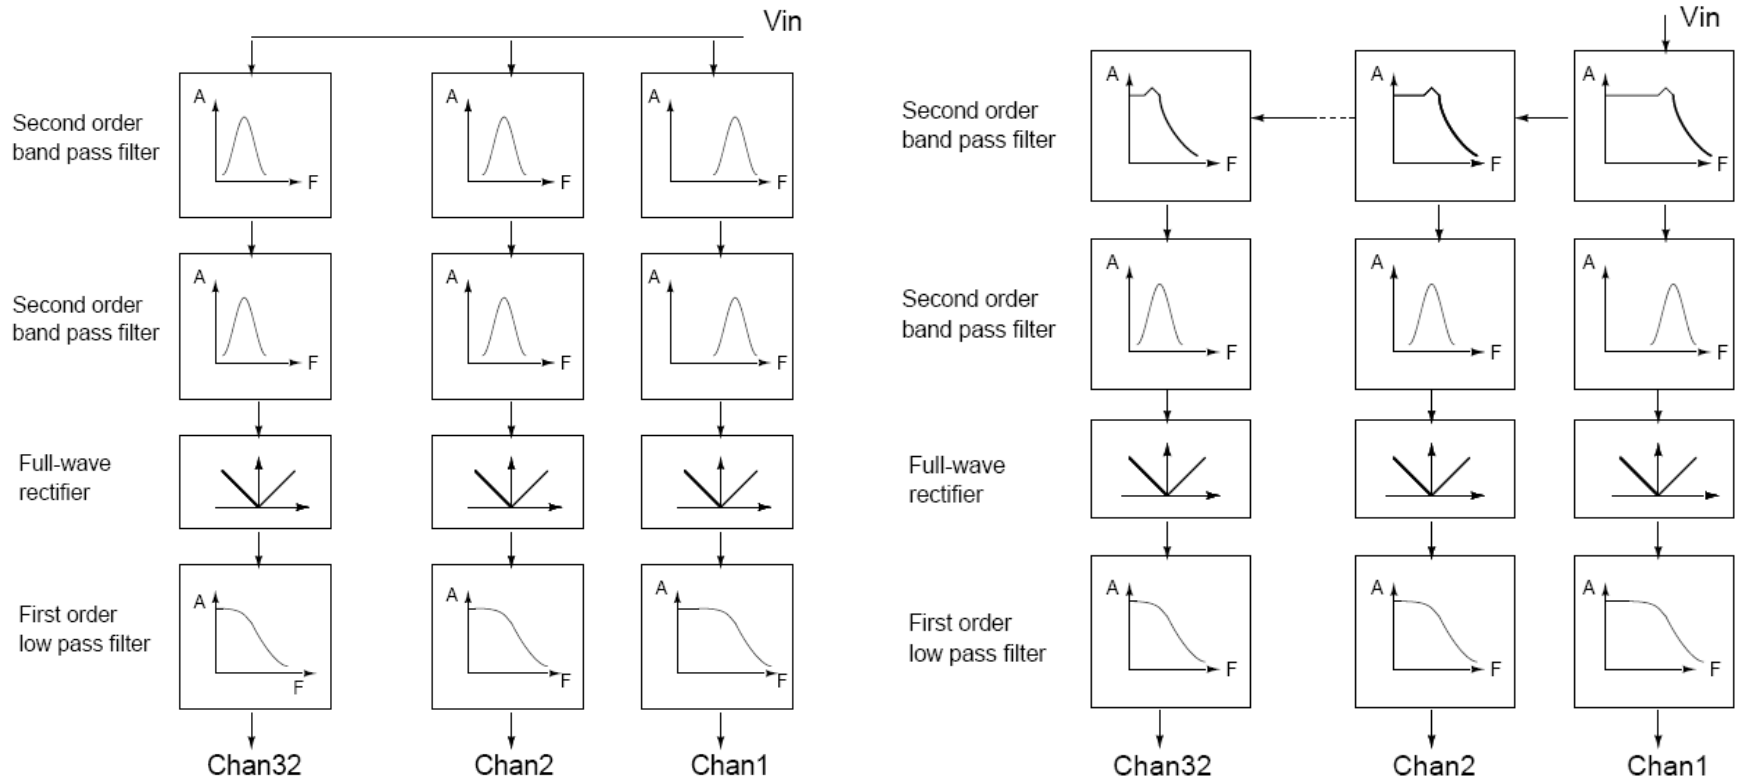 Vin
A
F
A
F
A
F
Second order
band pass filter
A
F
A
F
A
F
Second order
band pass filter
Full-wave
rectifier
A
F
A
F
A
F
First order
low pass filter
Chan32
Chan2
Chan1
Vin
A
F
A
F
A
F
Second order
band pass filter
A
F
A
F
A
F
Second order
band pass filter
Full-wave
rectifier
A
F
A
F
A
F
First order
low pass filter
Chan32
Chan2
Chan1